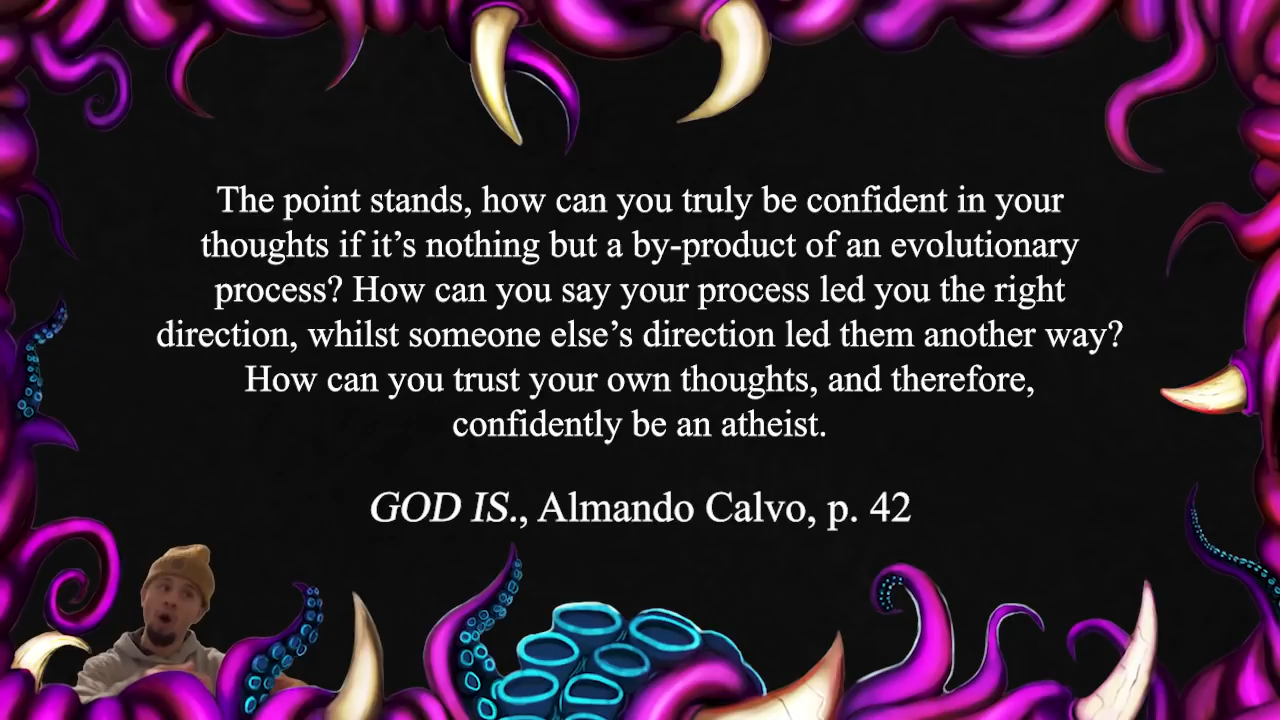 The point stands, how can you truly be confident in your
thoughts if it’s nothing but a by-product of an evolutionary
process? How can you say your process led you the right
direction, whilst someone else’s direction led them another way?
How can you trust your own thoughts, and therefore,
confidently be an atheist.
GOD IS., Almando Calvo, p. 42